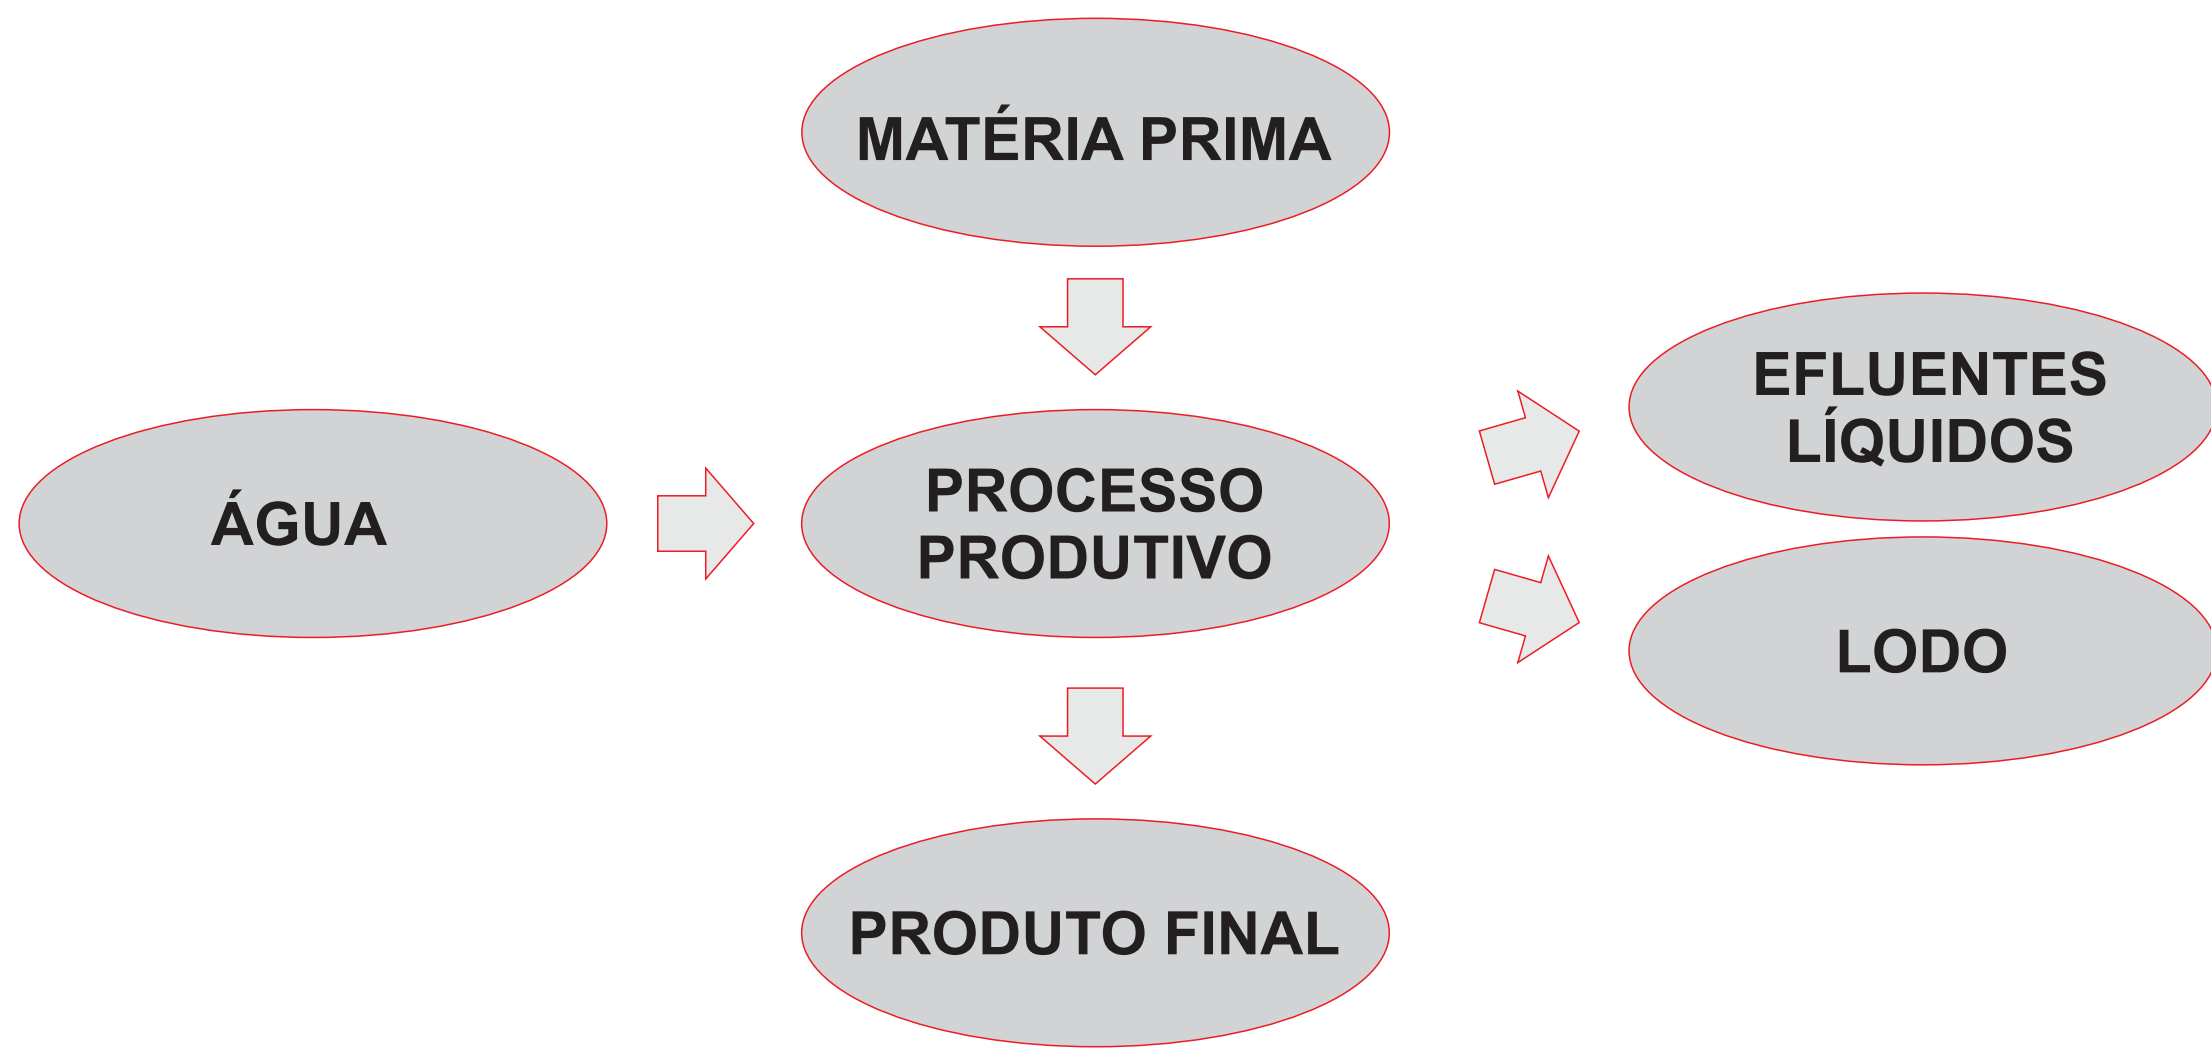 MATÉRIA PRIMA
ÁGUA
PROCESSO
PRODUTIVO
EFLUENTES
LÍQUIDOS
LODO
PRODUTO FINAL